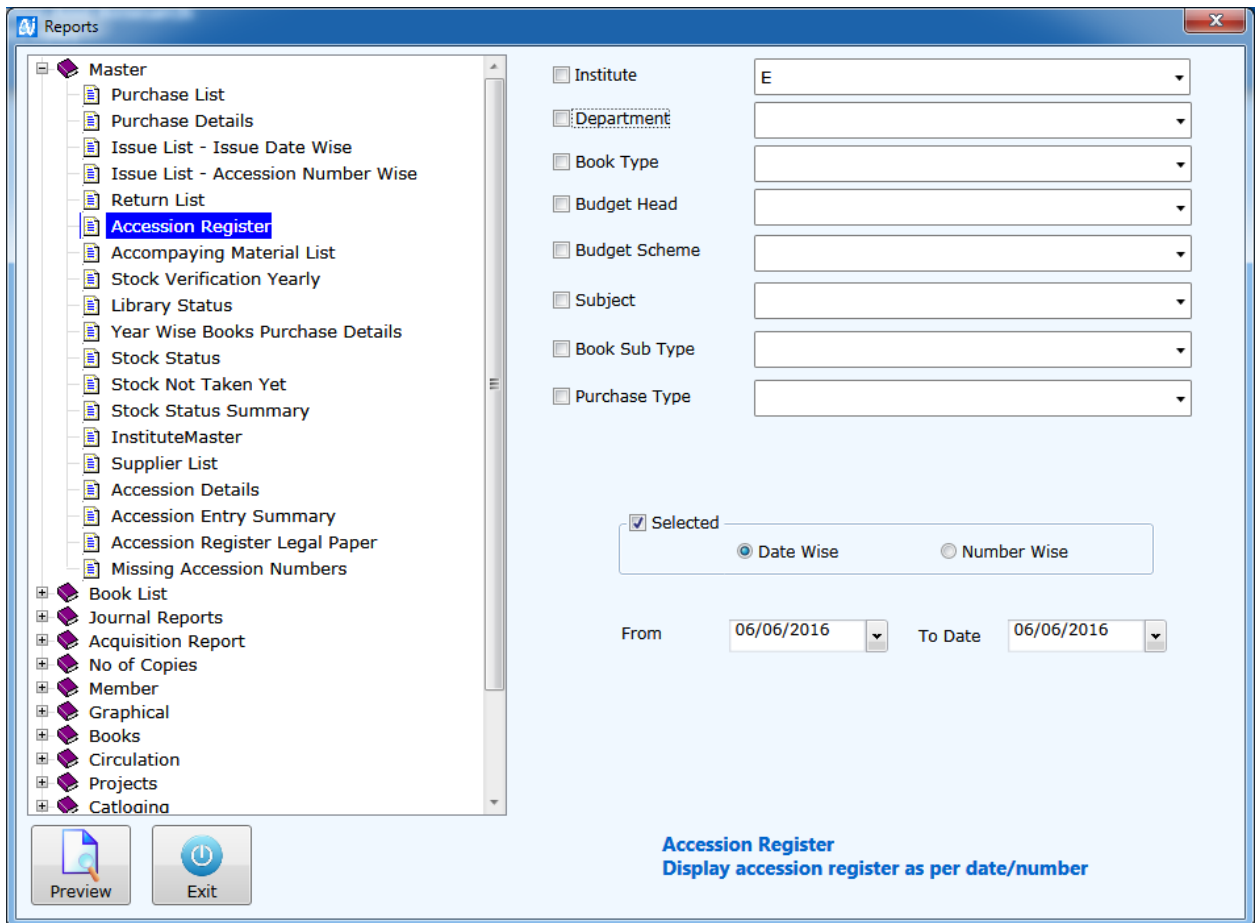 Reports
Master
Purchase List
Purchase Details
Issue List - Issue Date Wise
Issue List - Accession Number Wise
Return List
Accession Register
Accompaying Material List
Stock Verification Yearly
Library Status
Year Wise Books Purchase Details
Stock Status
Stock Not Taken Yet
Stock Status Summary
InstituteMaster
Supplier List
Accession Details
Accession Entry Summary
Accession Register Legal Paper
Missing Accession Numbers
Book List
Journal Reports
Acquisition Report
No of Copies
Member
Graphical
Books
Circulation
Projects
Catloging
Preview
Exit
Institute E
Department
Book Type
Budget Head
Budget Scheme
Subject
Book Sub Type
Purchase Type
Selected
Date Wise Number Wise
From 06/06/2016 To Date 06/06/2016
Accession Register
Display accession register as per date/number